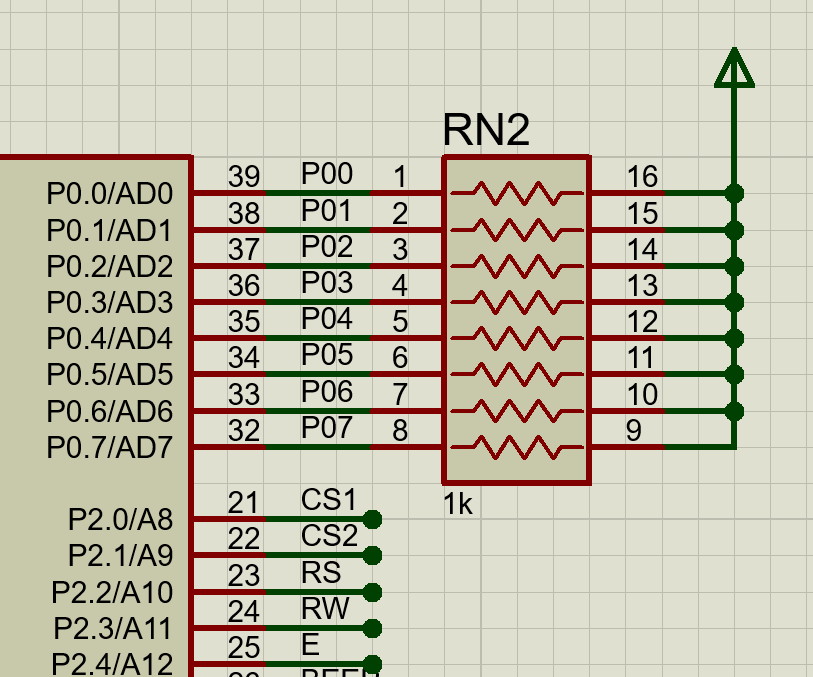 RN2
P0.0/AD0 39 P00 1 16
P0.1/AD1 38 P01 2 15
P0.2/AD2 37 P02 3 14
P0.3/AD3 36 P03 4 13
P0.4/AD4 35 P04 5 12
P0.5/AD5 34 P05 6 11
P0.6/AD6 33 P06 7 10
P0.7/AD7 32 P07 8 9
1k
P2.0/A8 21 CS1
P2.1/A9 22 CS2
P2.2/A10 23 RS
P2.3/A11 24 RW
P2.4/A12 25 E